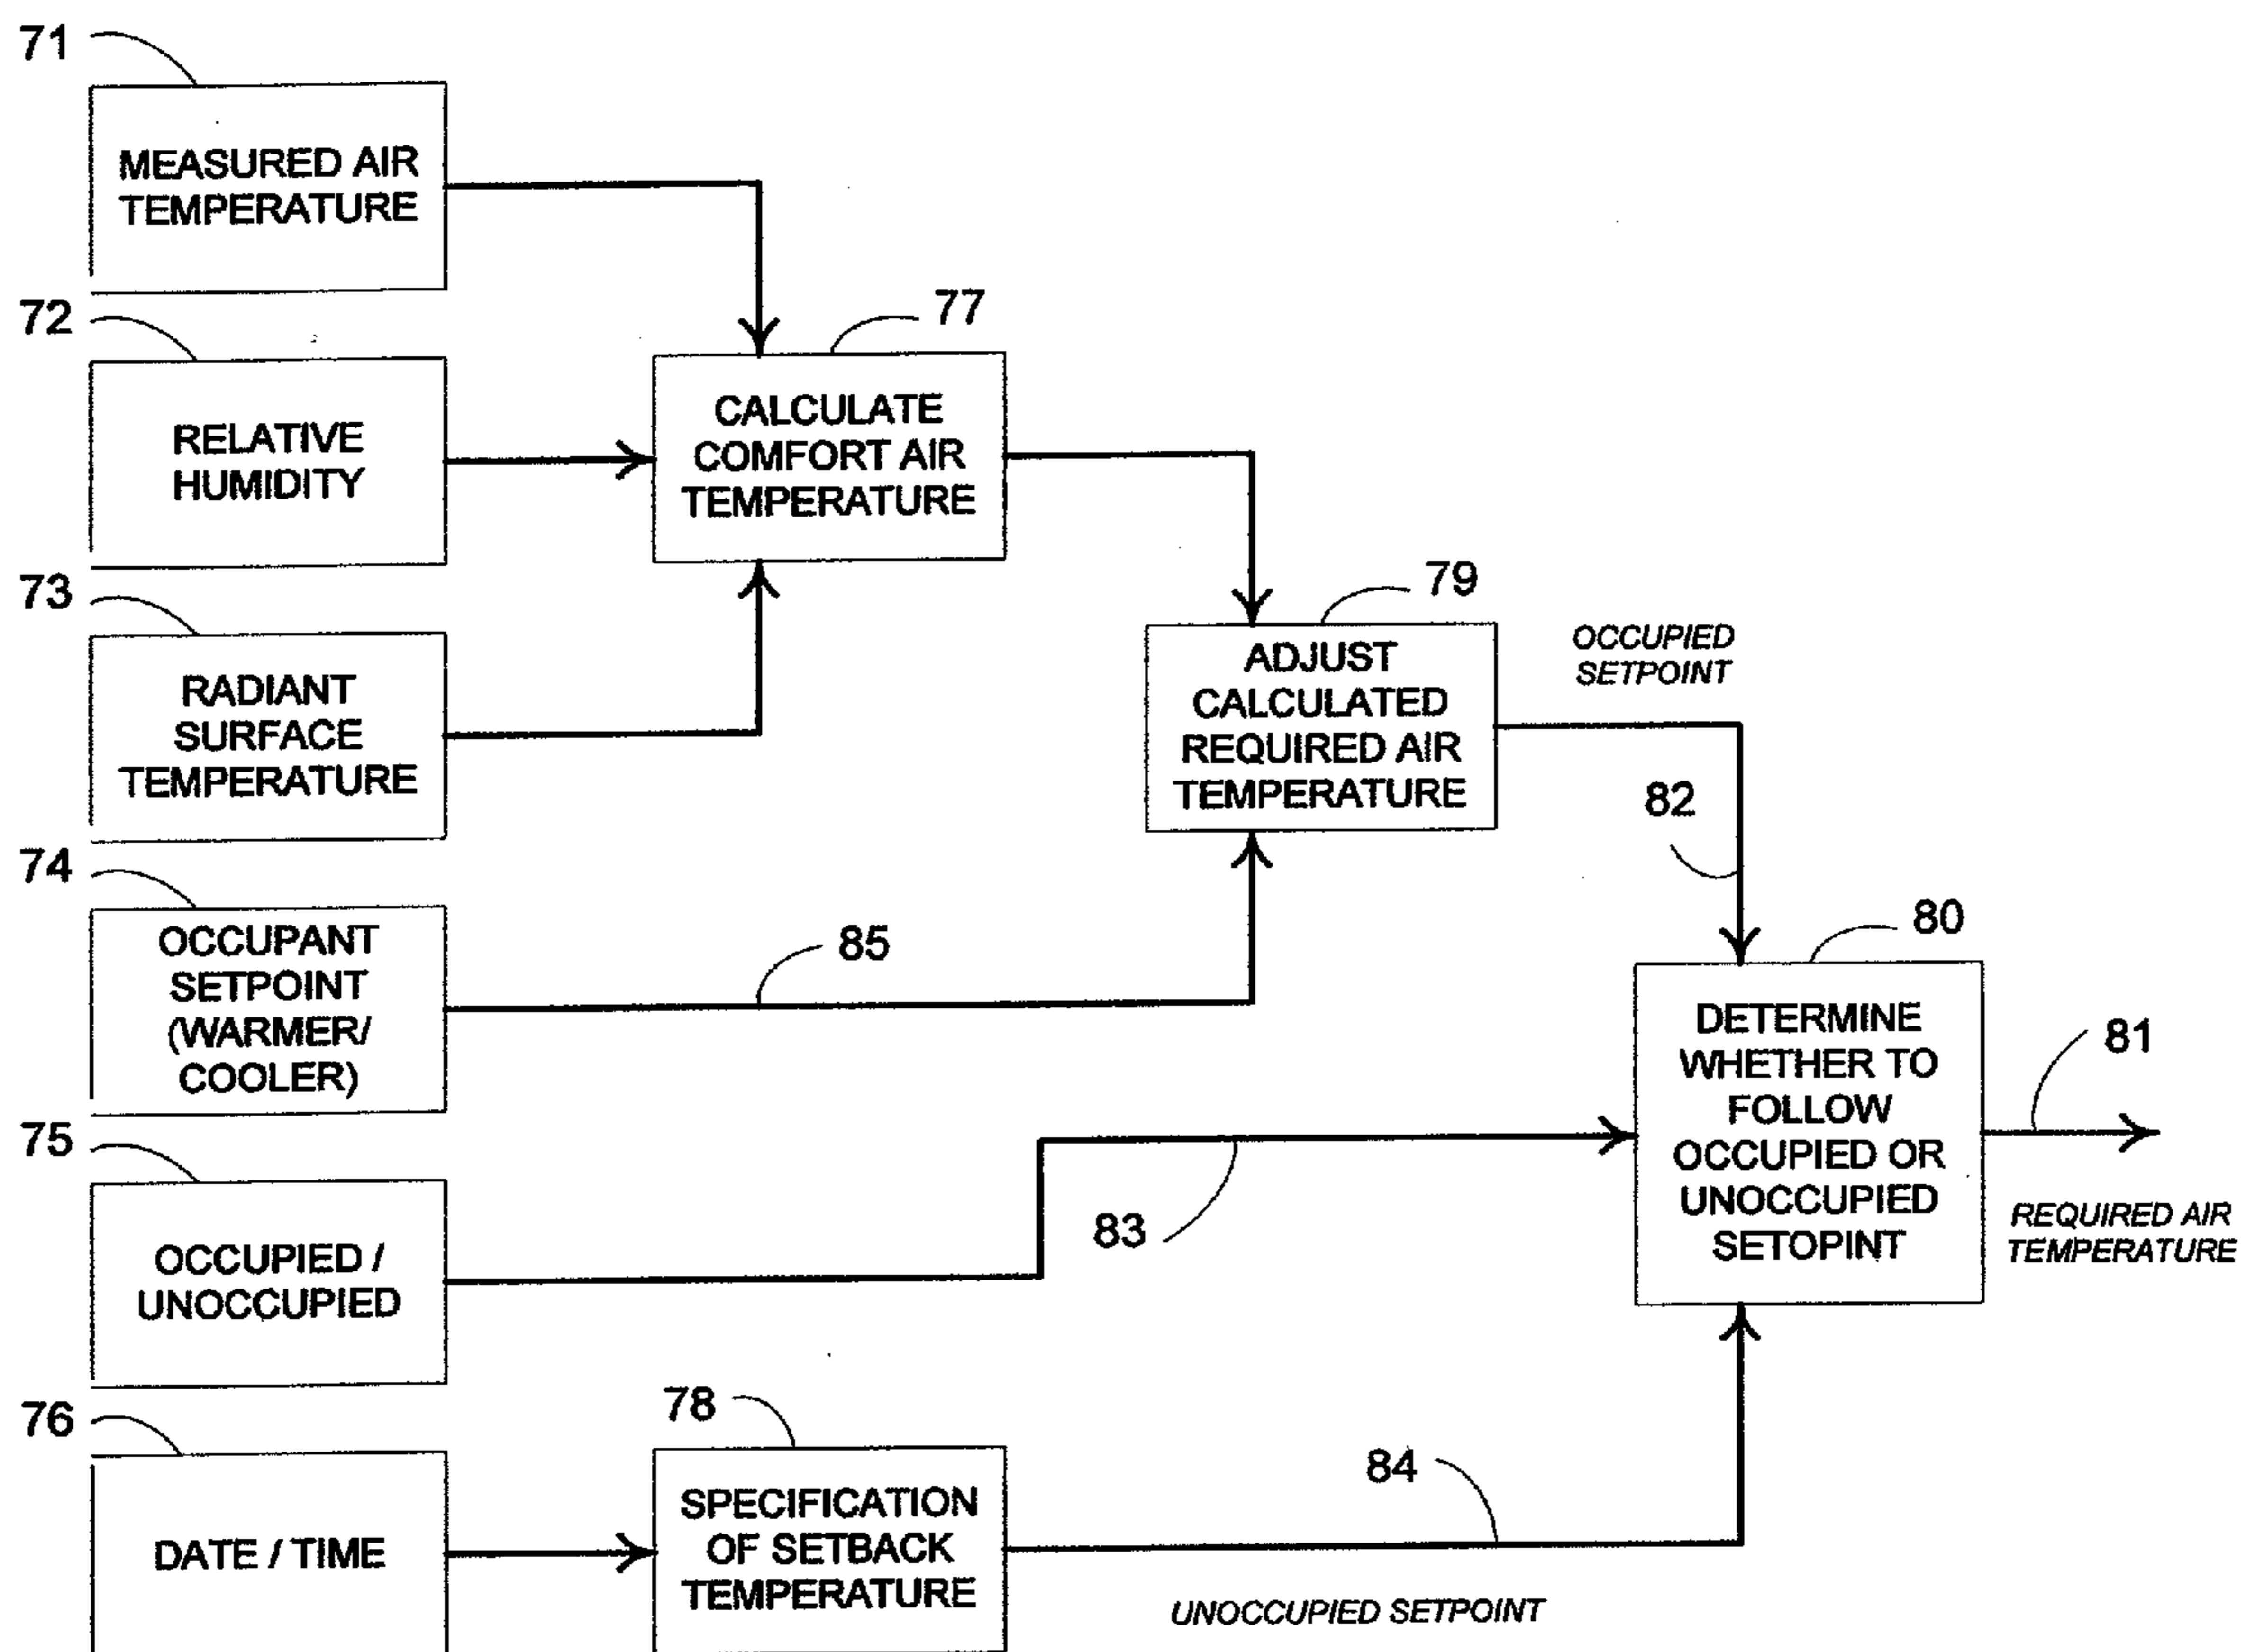 71
MEASURED AIR
TEMPERATURE
72
RELATIVE
HUMIDITY
73
RADIANT
SURFACE
TEMPERATURE
74
OCCUPANT
SETPOINT
(WARMER/
COOLER)
75
OCCUPIED /
UNOCCUPIED
76
DATE / TIME
77
CALCULATE
COMFORT AIR
TEMPERATURE
78
SPECIFICATION
OF SETBACK
TEMPERATURE
79
ADJUST
CALCULATED
REQUIRED AIR
TEMPERATURE
OCCUPIED
SETPOINT
82
85
83
84
UNOCCUPIED SETPOINT
80
DETERMINE
WHETHER TO
FOLLOW
OCCUPIED OR
UNOCCUPIED
SETOPINT
81
REQUIRED AIR
TEMPERATURE